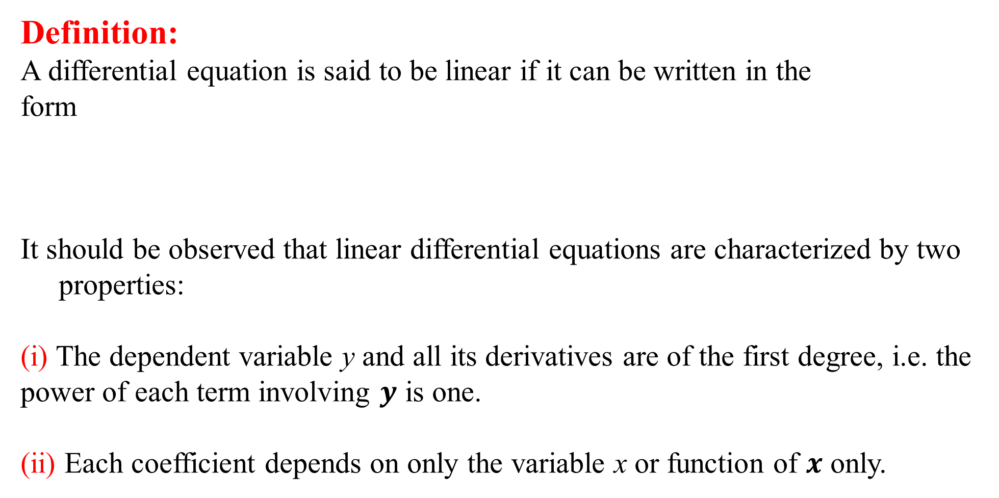 Definition:
A differential equation is said to be linear if it can be written in the
form
It should be observed that linear differential equations are characterized by two
properties:
(i) The dependent variable y and all its derivatives are of the first degree, i.e. the
power of each term involving y is one.
(ii) Each coefficient depends on only the variable x or function of x only.